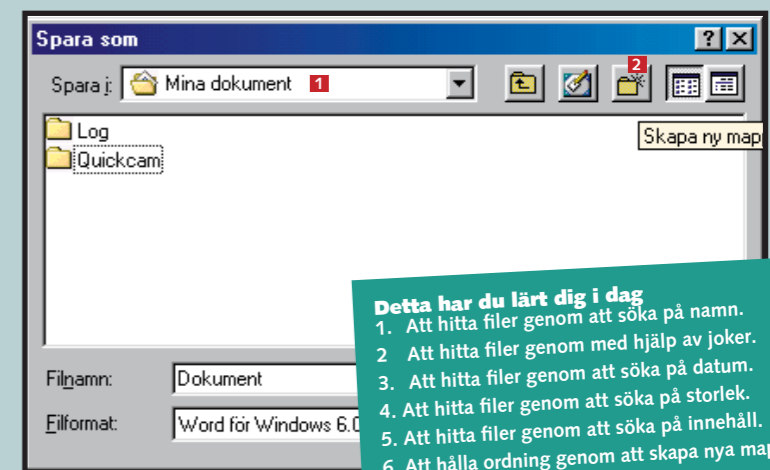 Spara som
Spara i: Mina dokument 1 2
Log
Quickcam
Skapa ny mapp
Filnamn: Dokument
Filformat: Word för Windows 6.0
Detta har du lärt dig i dag
1. Att hitta filer genom att söka på namn.
2 Att hitta filer genom med hjälp av joker.
3. Att hitta filer genom att söka på datum.
4. Att hitta filer genom att söka på storlek.
5. Att hitta filer genom att söka på innehåll.
6. Att hålla ordning genom att skapa nya